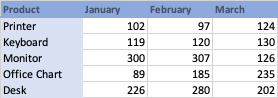 Product January February March
Printer 102 97 124
Keyboard 119 120 130
Monitor 300 307 126
Office Chart 89 185 235
Desk 226 280 202